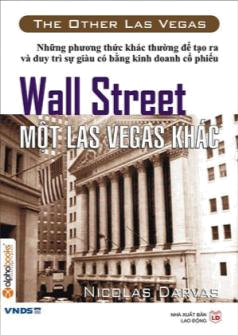 THE OTHER LAS VEGAS
Những phương thức khác thường để tạo ra
và duy trì sự giàu có bằng kinh doanh cổ phiếu
Wall Street
MỘT LAS VEGAS KHÁC
NICOLAS DARVAS
alphabooks
VNDS
NHÀ XUẤT BẢN
LAO ĐỘNG
LĐ